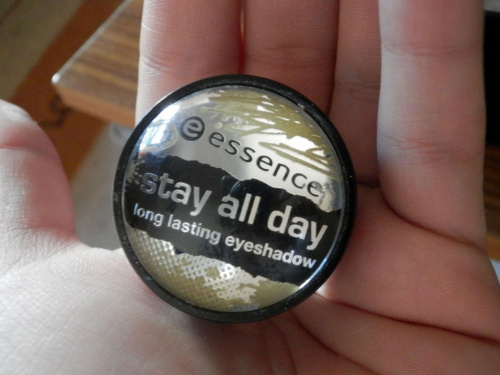 e essence
stay all day
long lasting eyeshadow